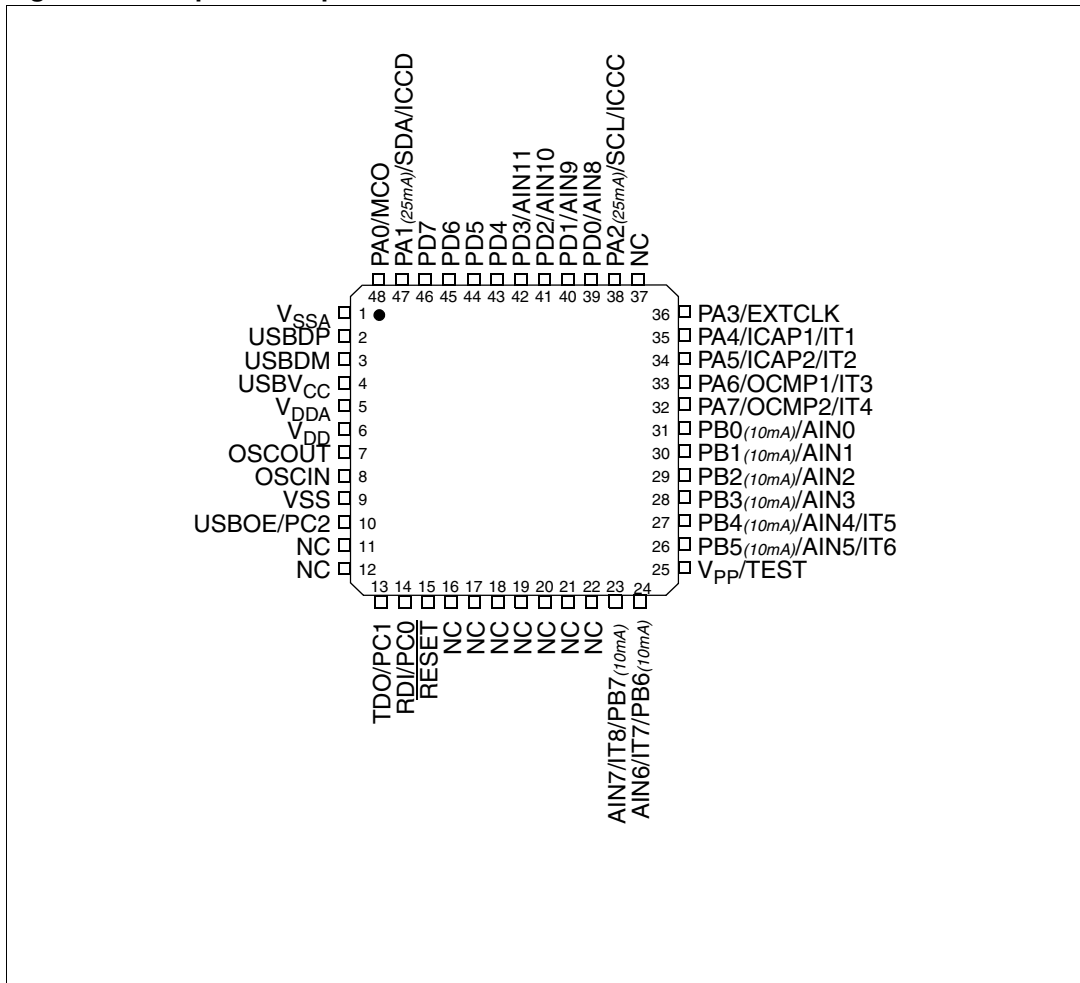 PA0/MCO
PA1(25mA)/SDA/ICCD
PD7
PD6
PD5
PD4
PD3/AIN11
PD2/AIN10
PD1/AIN9
PD0/AIN8
PA2(25mA)/SCL/ICCC
NC
48 47 46 45 44 43 42 41 40 39 38 37
VSSA 1
USBDP 2
USBDM 3
USBVCC 4
VDDA 5
VDD 6
OSCOUT 7
OSCIN 8
VSS 9
USBOE/PC2 10
NC 11
NC 12
36 PA3/EXTCLK
35 PA4/ICAP1/IT1
34 PA5/ICAP2/IT2
33 PA6/OCMP1/IT3
32 PA7/OCMP2/IT4
31 PB0(10mA)/AIN0
30 PB1(10mA)/AIN1
29 PB2(10mA)/AIN2
28 PB3(10mA)/AIN3
27 PB4(10mA)/AIN4/IT5
26 PB5(10mA)/AIN5/IT6
25 VPP/TEST
13 14 15 16 17 18 19 20 21 22 23 24
TDO/PC1
RDI/PC0
RESET
NC
NC
NC
NC
NC
NC
NC
AIN7/IT8/PB7(10mA)
AIN6/IT7/PB6(10mA)